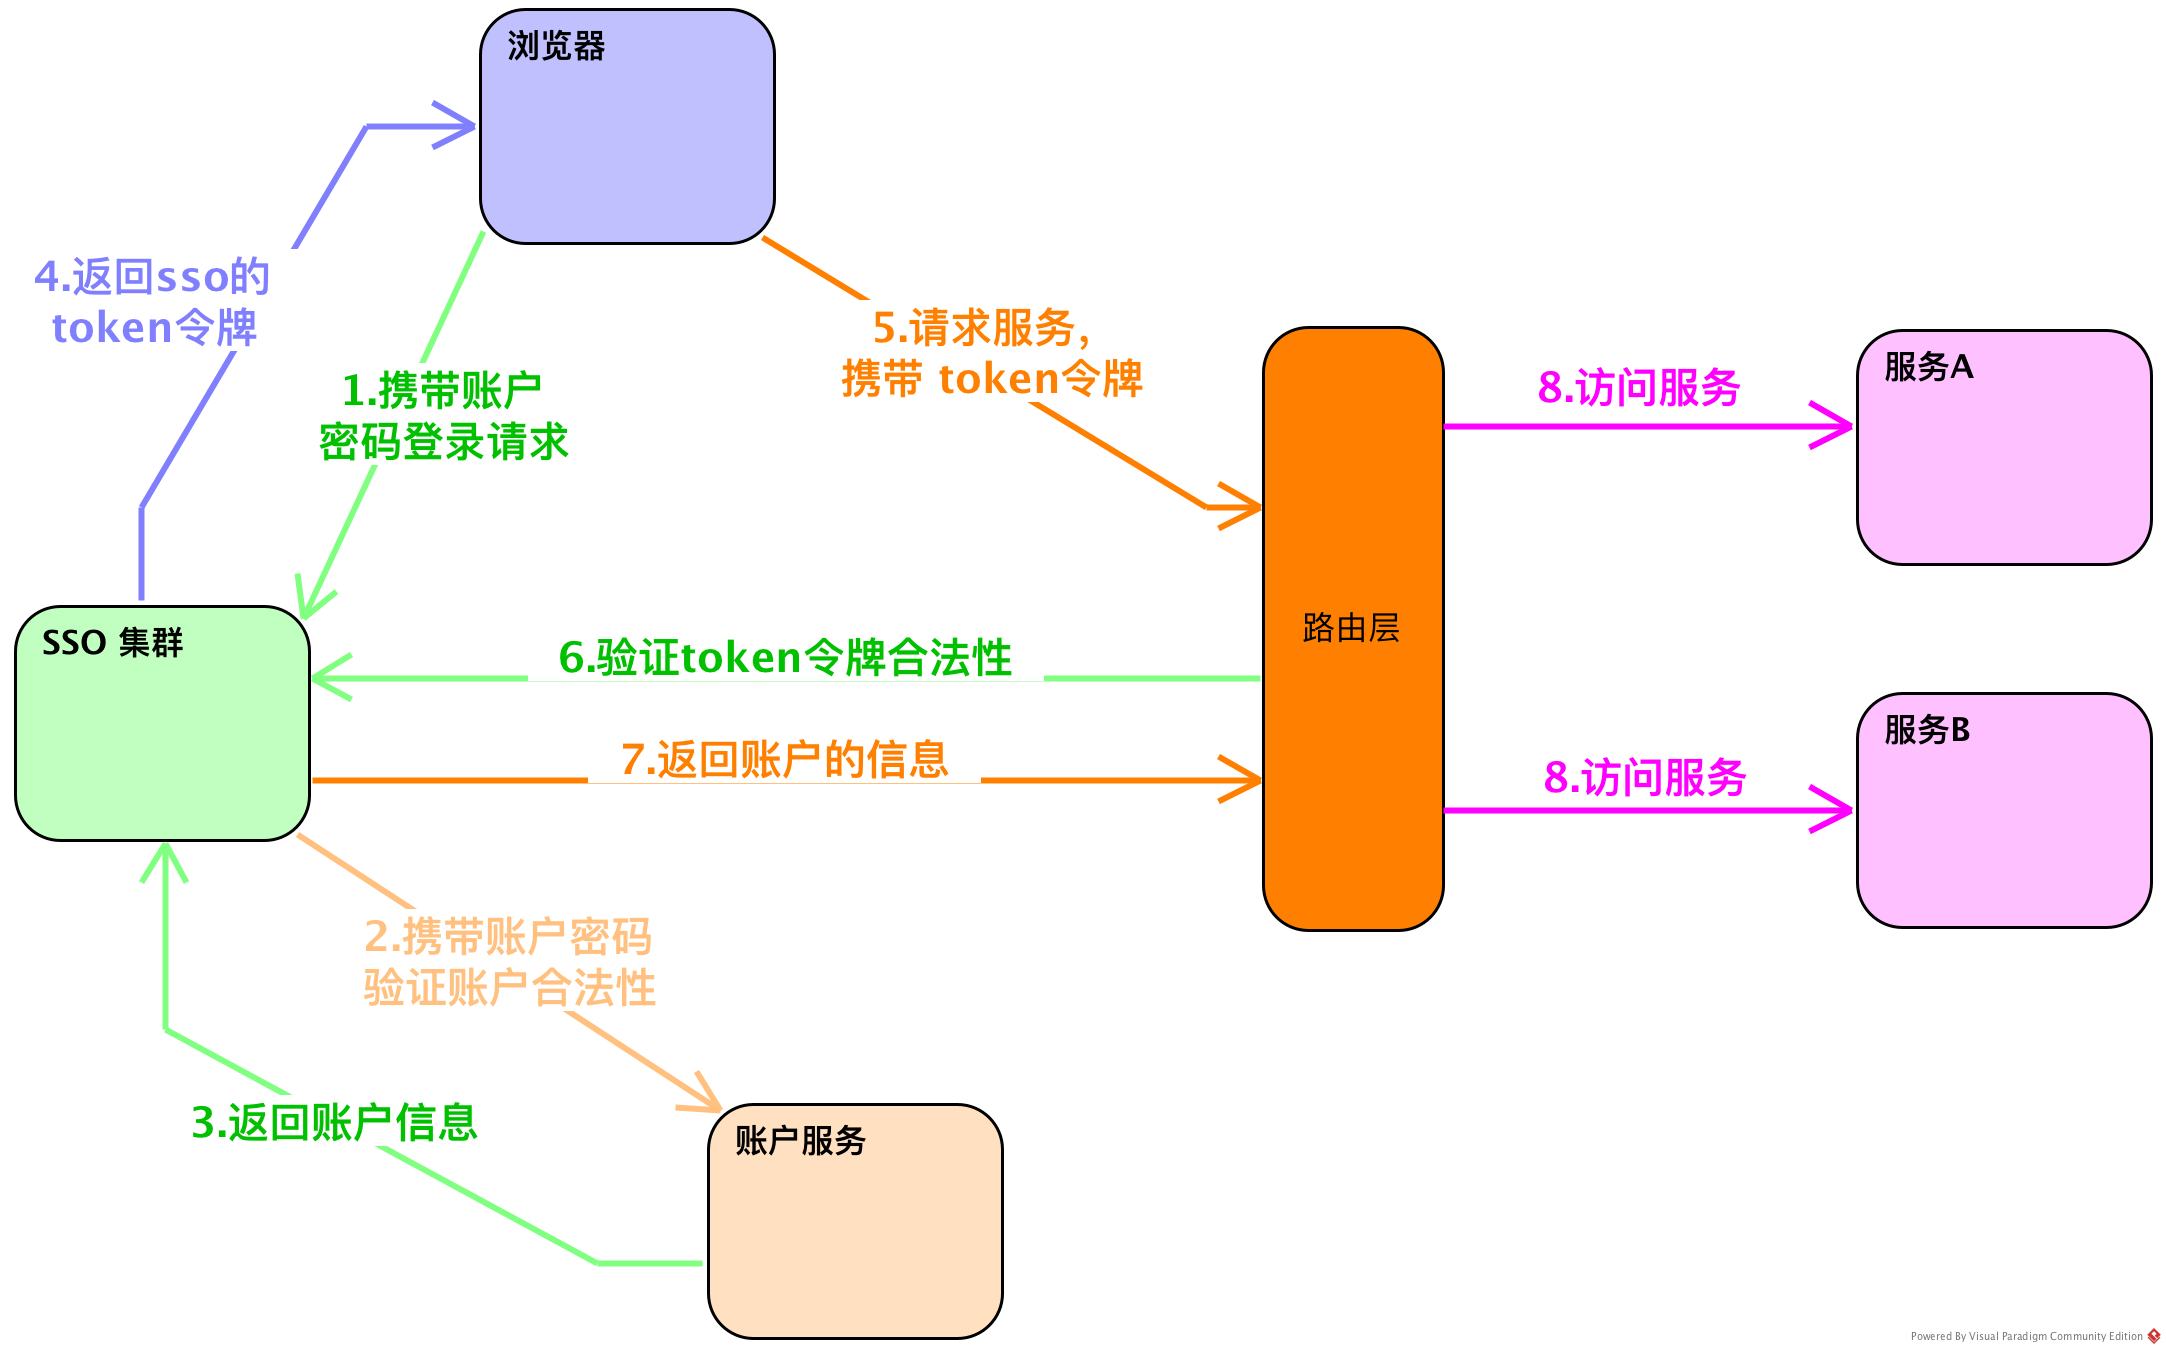 浏览器
4.返回sso的
token令牌
1.携带账户
密码登录请求
5.请求服务，
携带 token令牌
8.访问服务
服务A
路由层
SSO 集群
6.验证token令牌合法性
7.返回账户的信息
8.访问服务
服务B
2.携带账户密码
验证账户合法性
3.返回账户信息
账户服务
Powered By Visual Paradigm Community Edition